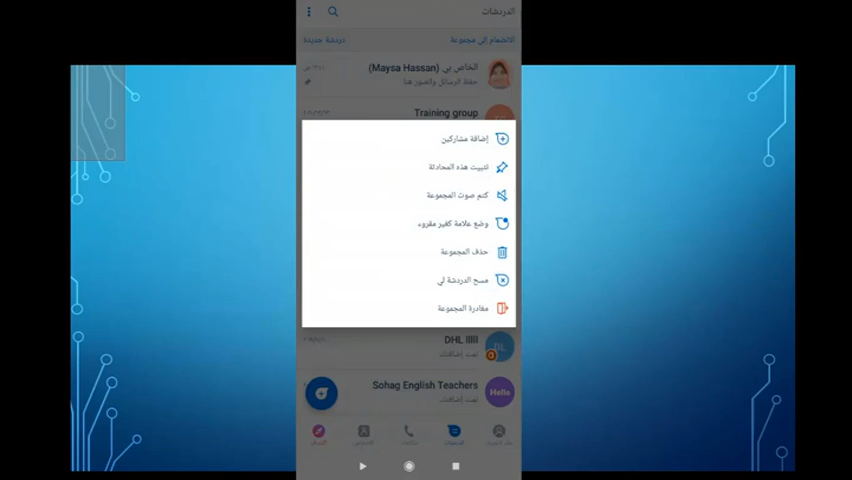 الدردشات
الانضمام إلى مجموعة
دردشة جديدة
الخاص بي (Maysa Hassan)
حفظ الرسائل والصور هنا
Training group
إضافة مشاركين
تثبيت هذه المحادثة
كتم صوت المجموعة
وضع علامة كغير مقروء
حذف المجموعة
مسح الدردشة لي
مغادرة المجموعة
DHL lllll
تمت إضافتك
Sohag English Teachers
Hello
تمت إضافتك